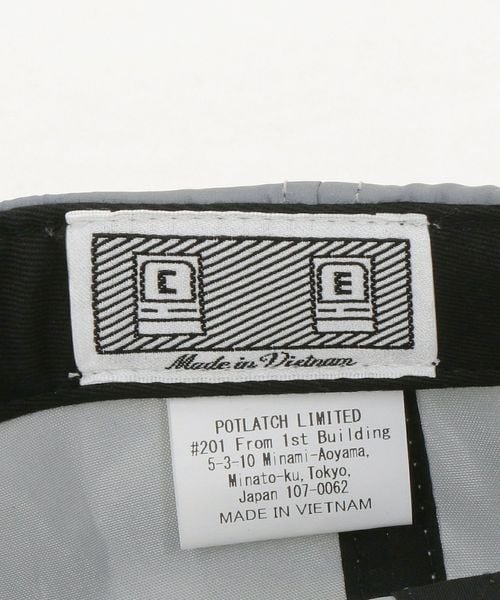 C E
Made in Vietnam
POTLATCH LIMITED
#201 From 1st Building
5-3-10 Minami-Aoyama,
Minato-ku,Tokyo,
Japan 107-0062
MADE IN VIETNAM